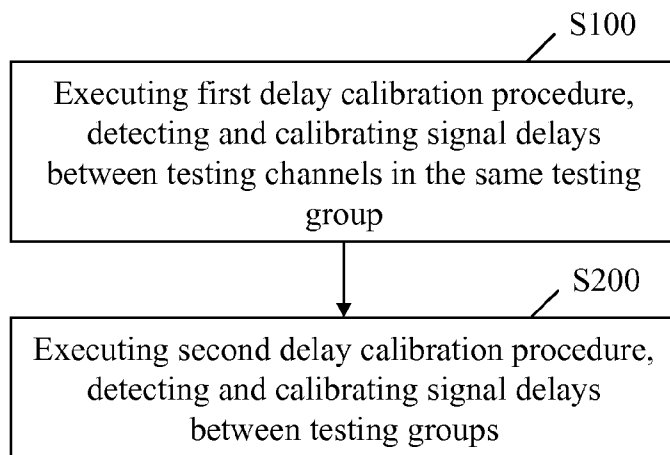 S100
Executing first delay calibration procedure,
detecting and calibrating signal delays
between testing channels in the same testing
group
S200
Executing second delay calibration procedure,
detecting and calibrating signal delays
between testing groups